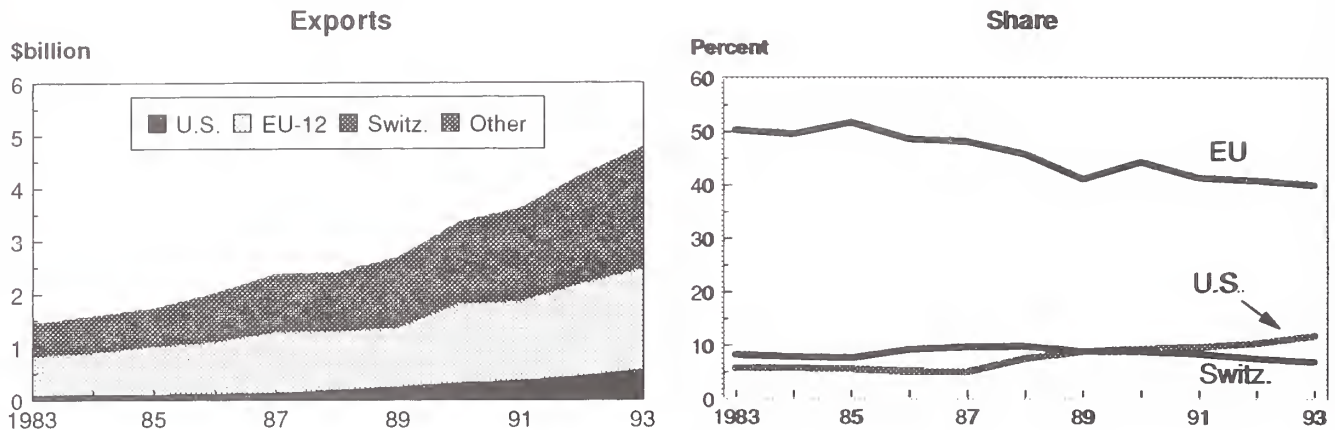 Exports
$billion
6
5
4
3
2
1
0
U.S. EU-12 Switz. Other
1983 85 87 89 91 93
Share
Percent
60
50
40
30
20
10
0
EU
U.S.
Switz.
1983 85 87 89 91 93